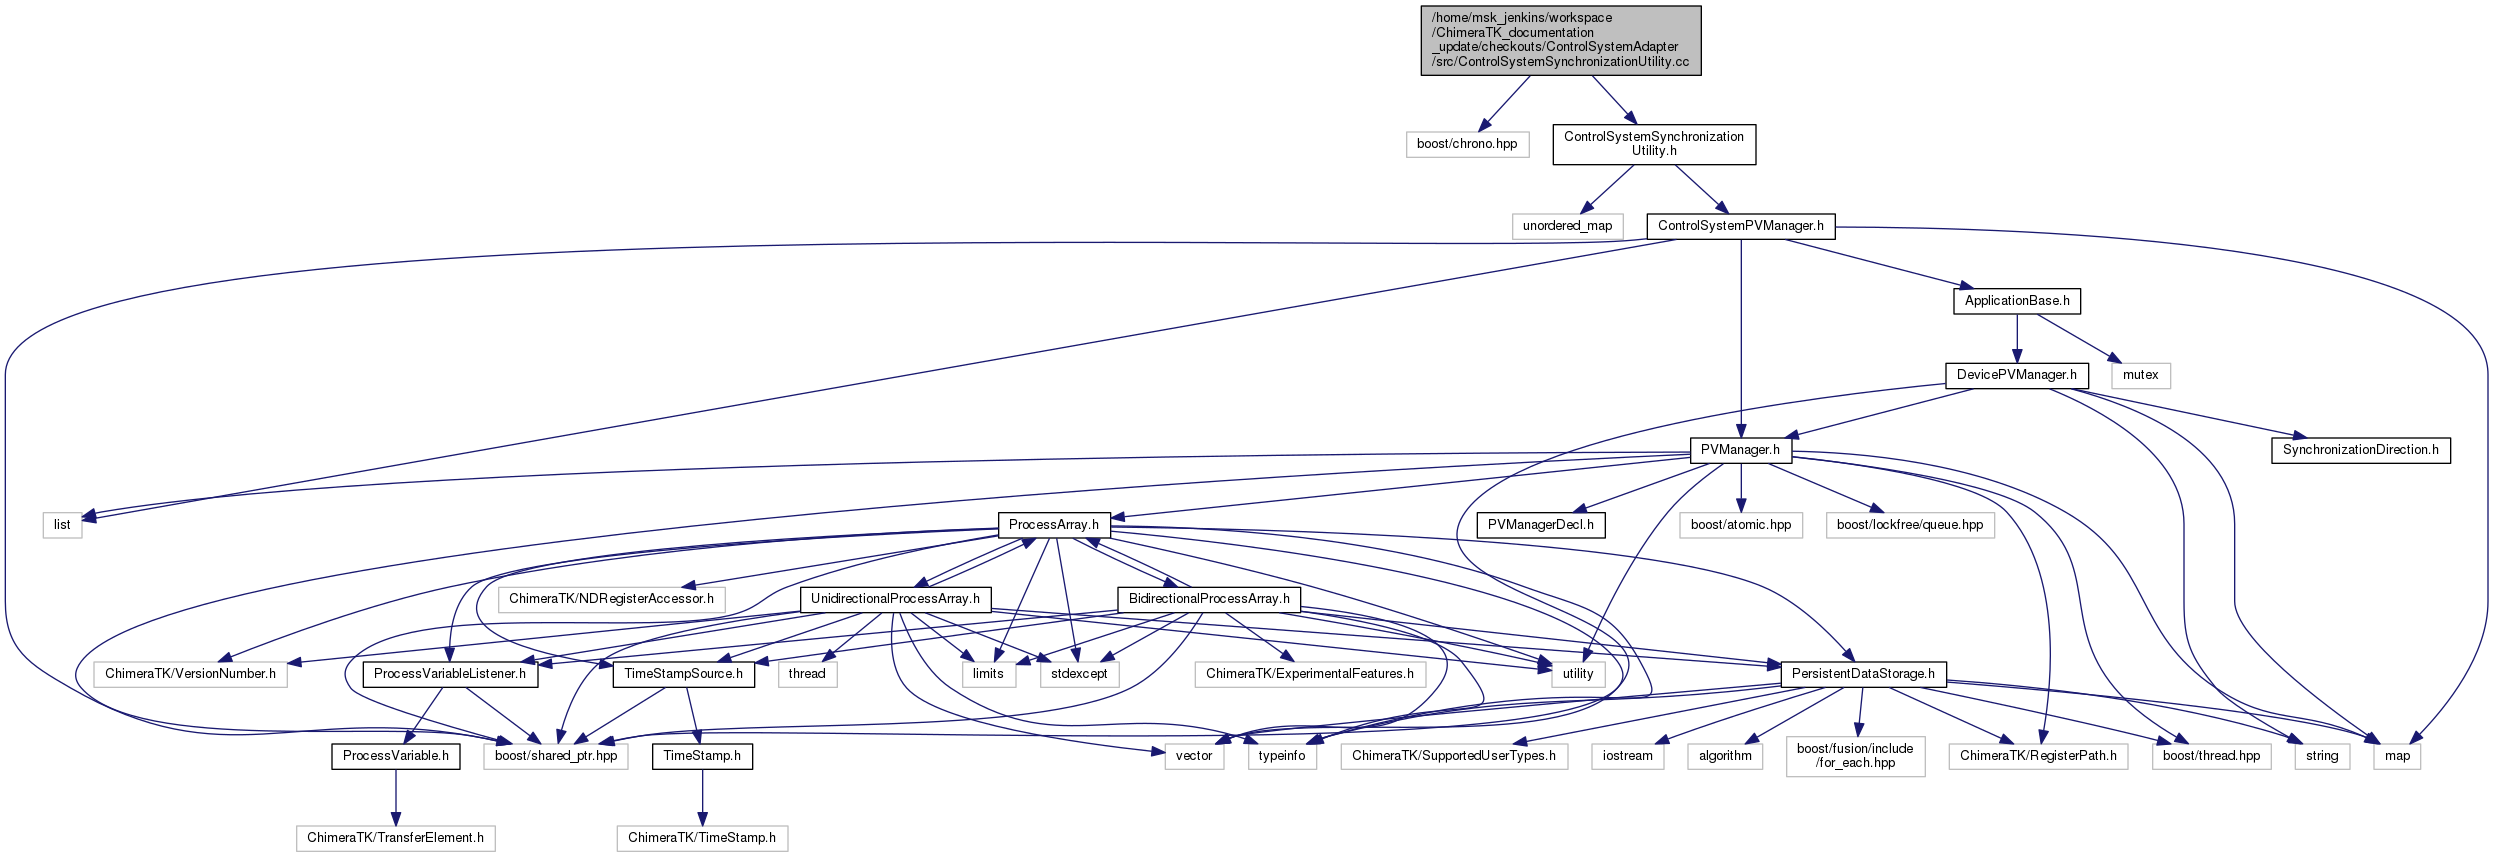 /home/msk_jenkins/workspace
/ChimeraTK_documentation
_update/checkouts/ControlSystemAdapter
/src/ControlSystemSynchronizationUtility.cc
boost/chrono.hpp
ControlSystemSynchronization
Utility.h
unordered_map
ControlSystemPVManager.h
ApplicationBase.h
DevicePVManager.h
mutex
PVManager.h
SynchronizationDirection.h
list
ProcessArray.h
PVManagerDecl.h
boost/atomic.hpp
boost/lockfree/queue.hpp
ChimeraTK/NDRegisterAccessor.h
UnidirectionalProcessArray.h
BidirectionalProcessArray.h
ChimeraTK/VersionNumber.h
ProcessVariableListener.h
TimeStampSource.h
thread
limits
stdexcept
ChimeraTK/ExperimentalFeatures.h
utility
PersistentDataStorage.h
ProcessVariable.h
boost/shared_ptr.hpp
TimeStamp.h
vector
typeinfo
ChimeraTK/SupportedUserTypes.h
iostream
algorithm
boost/fusion/include
/for_each.hpp
ChimeraTK/RegisterPath.h
boost/thread.hpp
string
map
ChimeraTK/TransferElement.h
ChimeraTK/TimeStamp.h